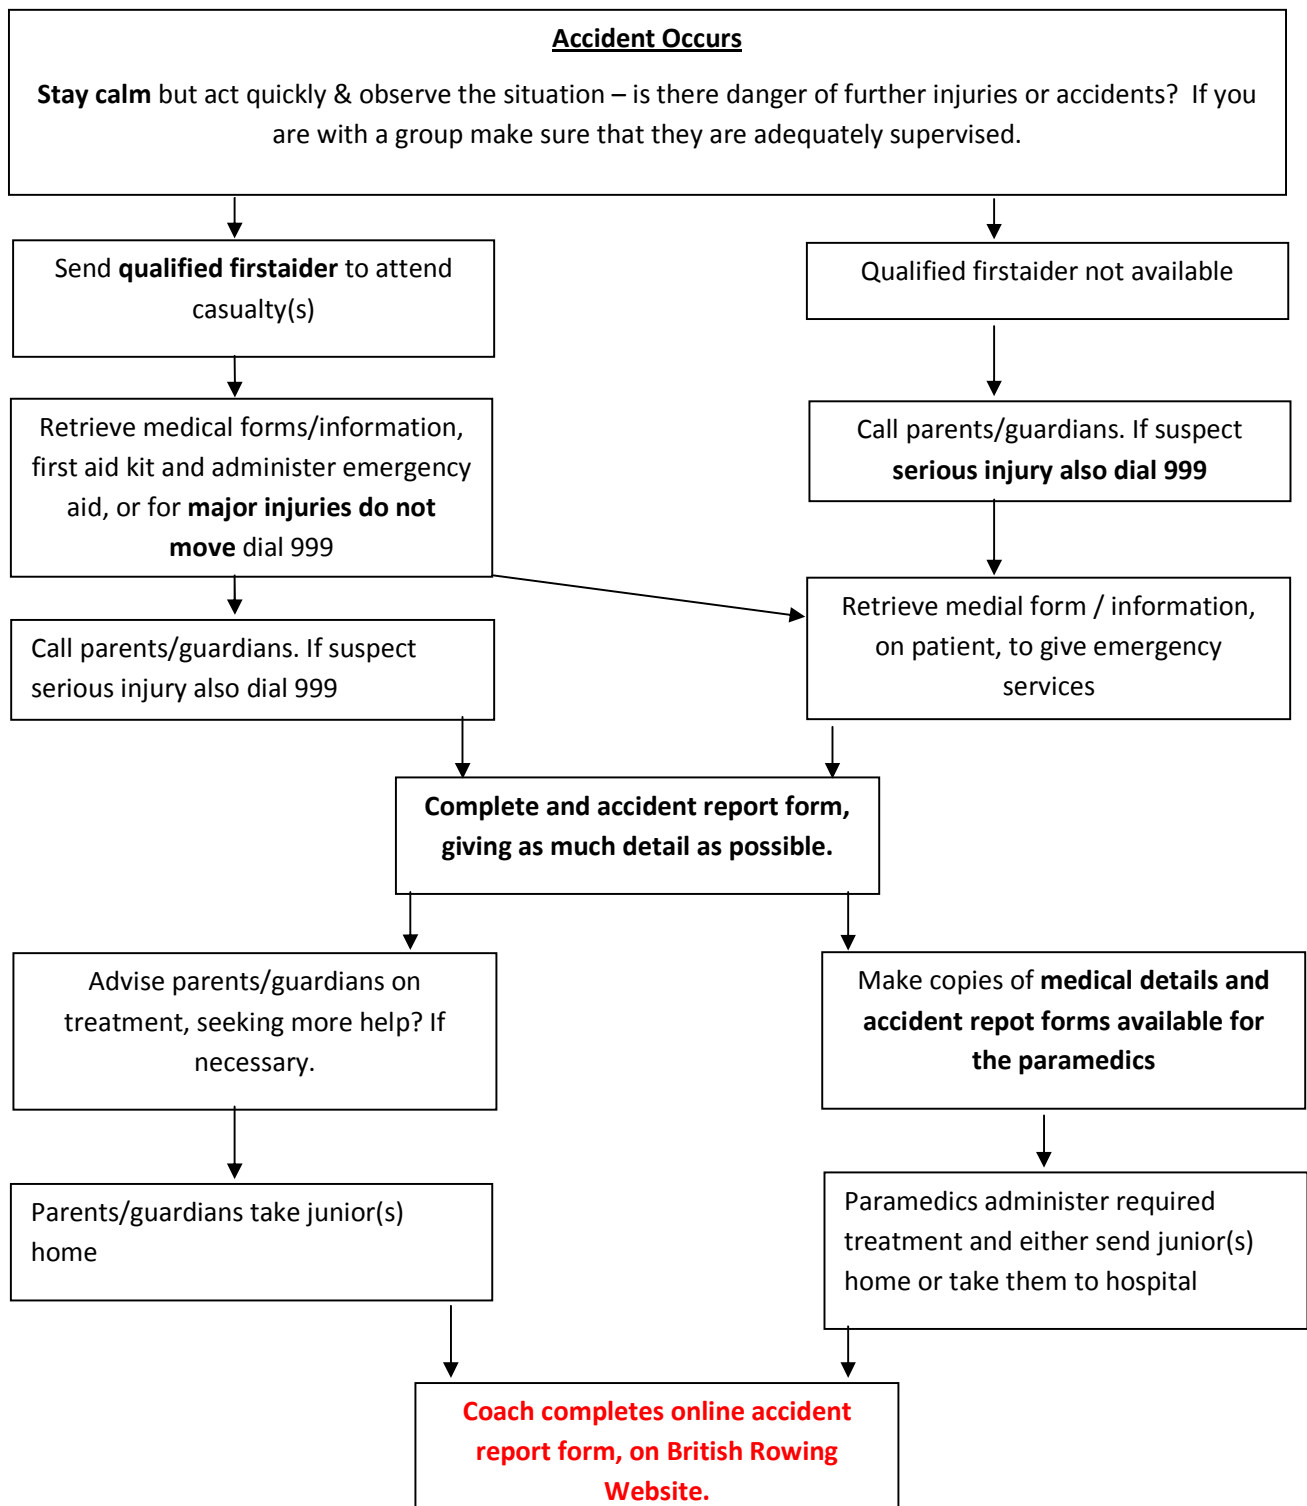 Accident Occurs
Stay calm but act quickly & observe the situation – is there danger of further injuries or accidents?  If you
are with a group make sure that they are adequately supervised.
Send qualified firstaider to attend
casualty(s)
Qualified firstaider not available
Retrieve medical forms/information,
first aid kit and administer emergency
aid, or for major injuries do not
move dial 999
Call parents/guardians. If suspect
serious injury also dial 999
Call parents/guardians. If suspect
serious injury also dial 999
Retrieve medial form / information,
on patient, to give emergency
services
Complete and accident report form,
giving as much detail as possible.
Advise parents/guardians on
treatment, seeking more help? If
necessary.
Make copies of medical details and
accident repot forms available for
the paramedics
Parents/guardians take junior(s)
home
Paramedics administer required
treatment and either send junior(s)
home or take them to hospital
Coach completes online accident
report form, on British Rowing
Website.